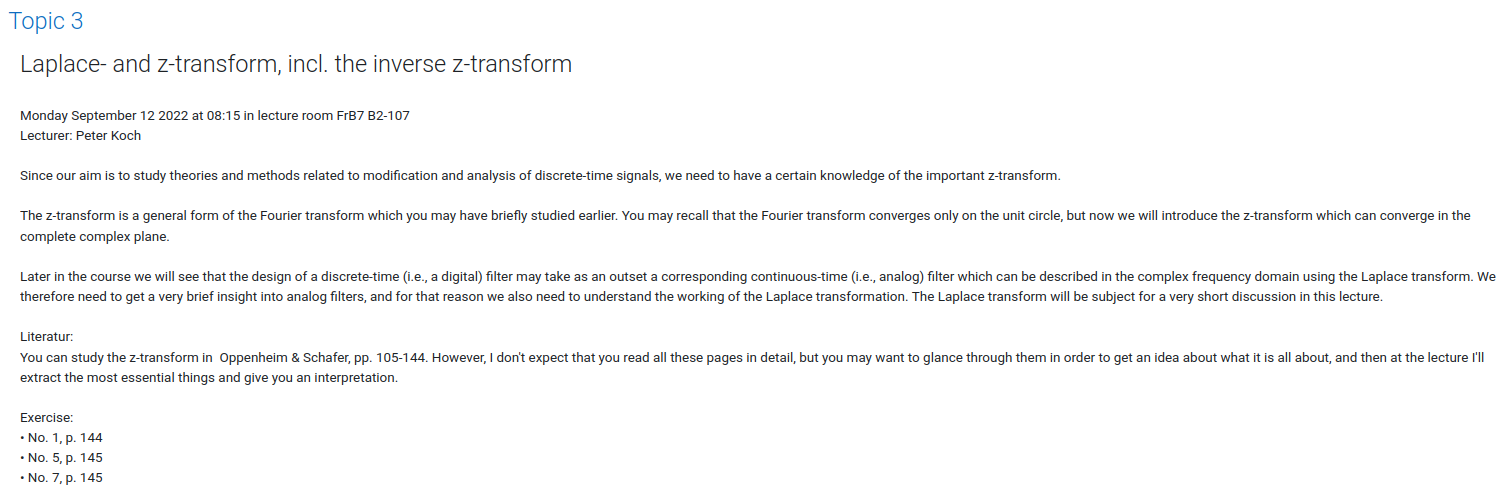 Topic 3
Laplace- and z-transform, incl. the inverse z-transform
Monday September 12 2022 at 08:15 in lecture room FrB7 B2-107
Lecturer: Peter Koch
Since our aim is to study theories and methods related to modification and analysis of discrete-time signals, we need to have a certain knowledge of the important z-transform.
The z-transform is a general form of the Fourier transform which you may have briefly studied earlier. You may recall that the Fourier transform converges only on the unit circle, but now we will introduce the z-transform which can converge in the
complete complex plane.
Later in the course we will see that the design of a discrete-time (i.e., a digital) filter may take as an outset a corresponding continuous-time (i.e., analog) filter which can be described in the complex frequency domain using the Laplace transform. We
therefore need to get a very brief insight into analog filters, and for that reason we also need to understand the working of the Laplace transformation. The Laplace transform will be subject for a very short discussion in this lecture.
Literatur:
You can study the z-transform in  Oppenheim & Schafer, pp. 105-144. However, I don't expect that you read all these pages in detail, but you may want to glance through them in order to get an idea about what it is all about, and then at the lecture I'll
extract the most essential things and give you an interpretation.
Exercise:
• No. 1, p. 144
• No. 5, p. 145
• No. 7, p. 145